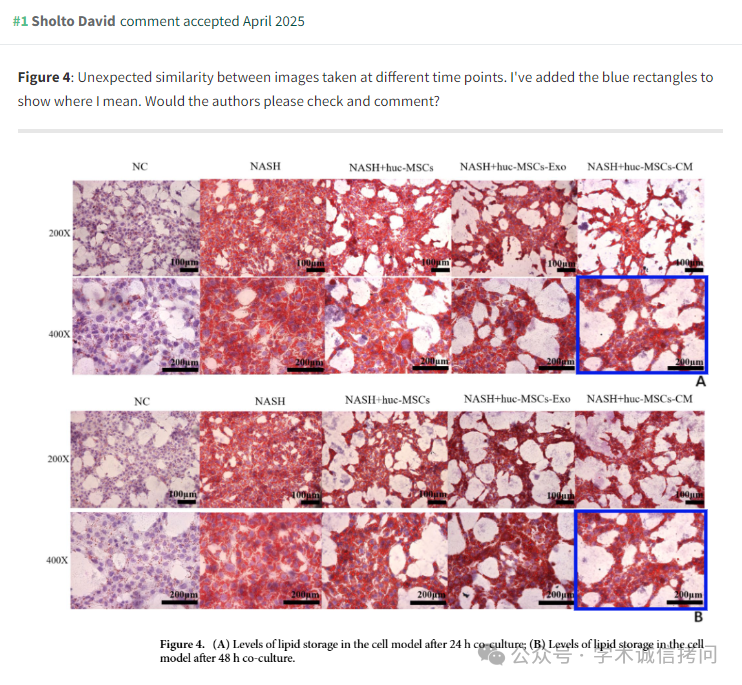 #1 Sholto David comment accepted April 2025
Figure 4: Unexpected similarity between images taken at different time points. I've added the blue rectangles to
show where I mean. Would the authors please check and comment?
NC NASH NASH+huc-MSCs NASH+huc-MSCs-Exo NASH+huc-MSCs-CM
200X
100μm 100μm 100μm 100μm 100μm
400X
200μm 200μm 200μm 200μm 200μm
A
NC NASH NASH+huc-MSCs NASH+huc-MSCs-Exo NASH+huc-MSCs-CM
200X
100μm 100μm 100μm 100μm 100μm
400X
200μm 200μm 200μm 200μm 200μm
B
Figure 4. (A) Levels of lipid storage in the cell model after 24 h co-culture; (B) Levels of lipid storage in the cell
model after 48 h co-culture.
公众号 · 学术诚信拷问